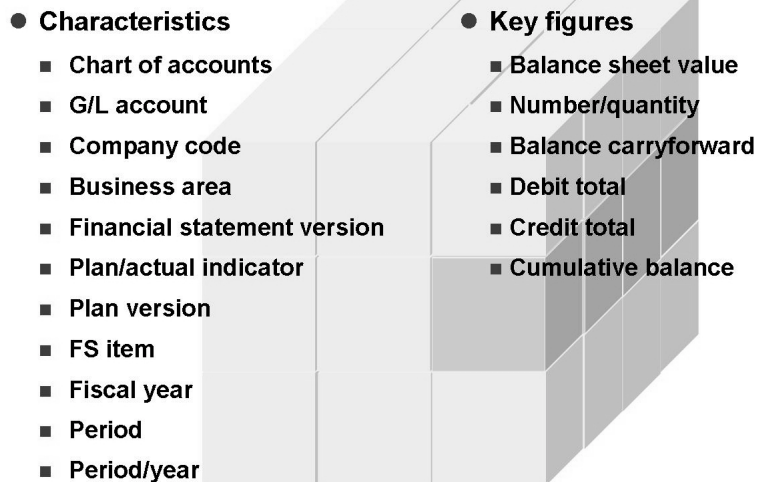 Characteristics
Chart of accounts
G/L account
Company code
Business area
Financial statement version
Plan/actual indicator
Plan version
FS item
Fiscal year
Period
Period/year
Key figures
Balance sheet value
Number/quantity
Balance carryforward
Debit total
Credit total
Cumulative balance